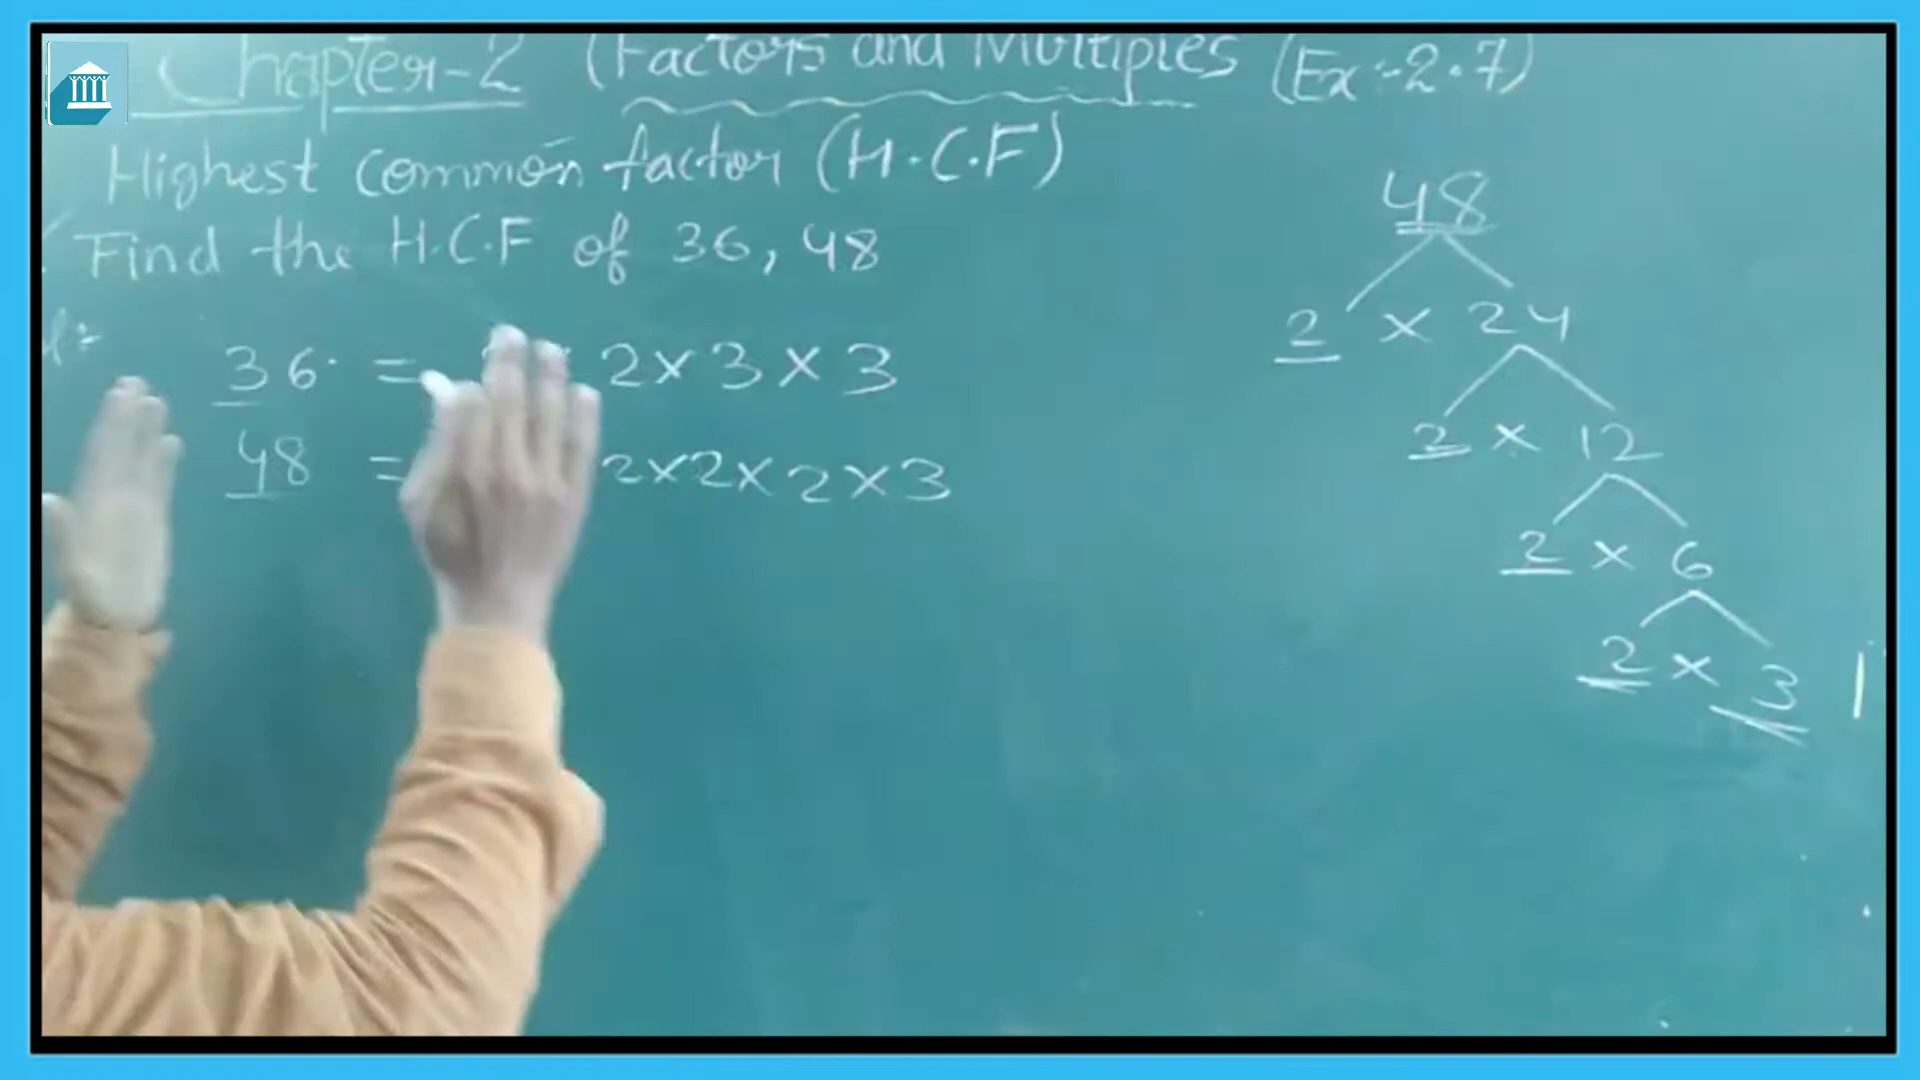 Chapter-2 (Factors and Multiples (Ex:-2.7)
Highest common factor (H.C.F)
Find the H.C.F of 36, 48
36 = 2×3×3
48 = 2×2×2×3
48
2 × 24
2 × 12
2 × 6
2 × 3